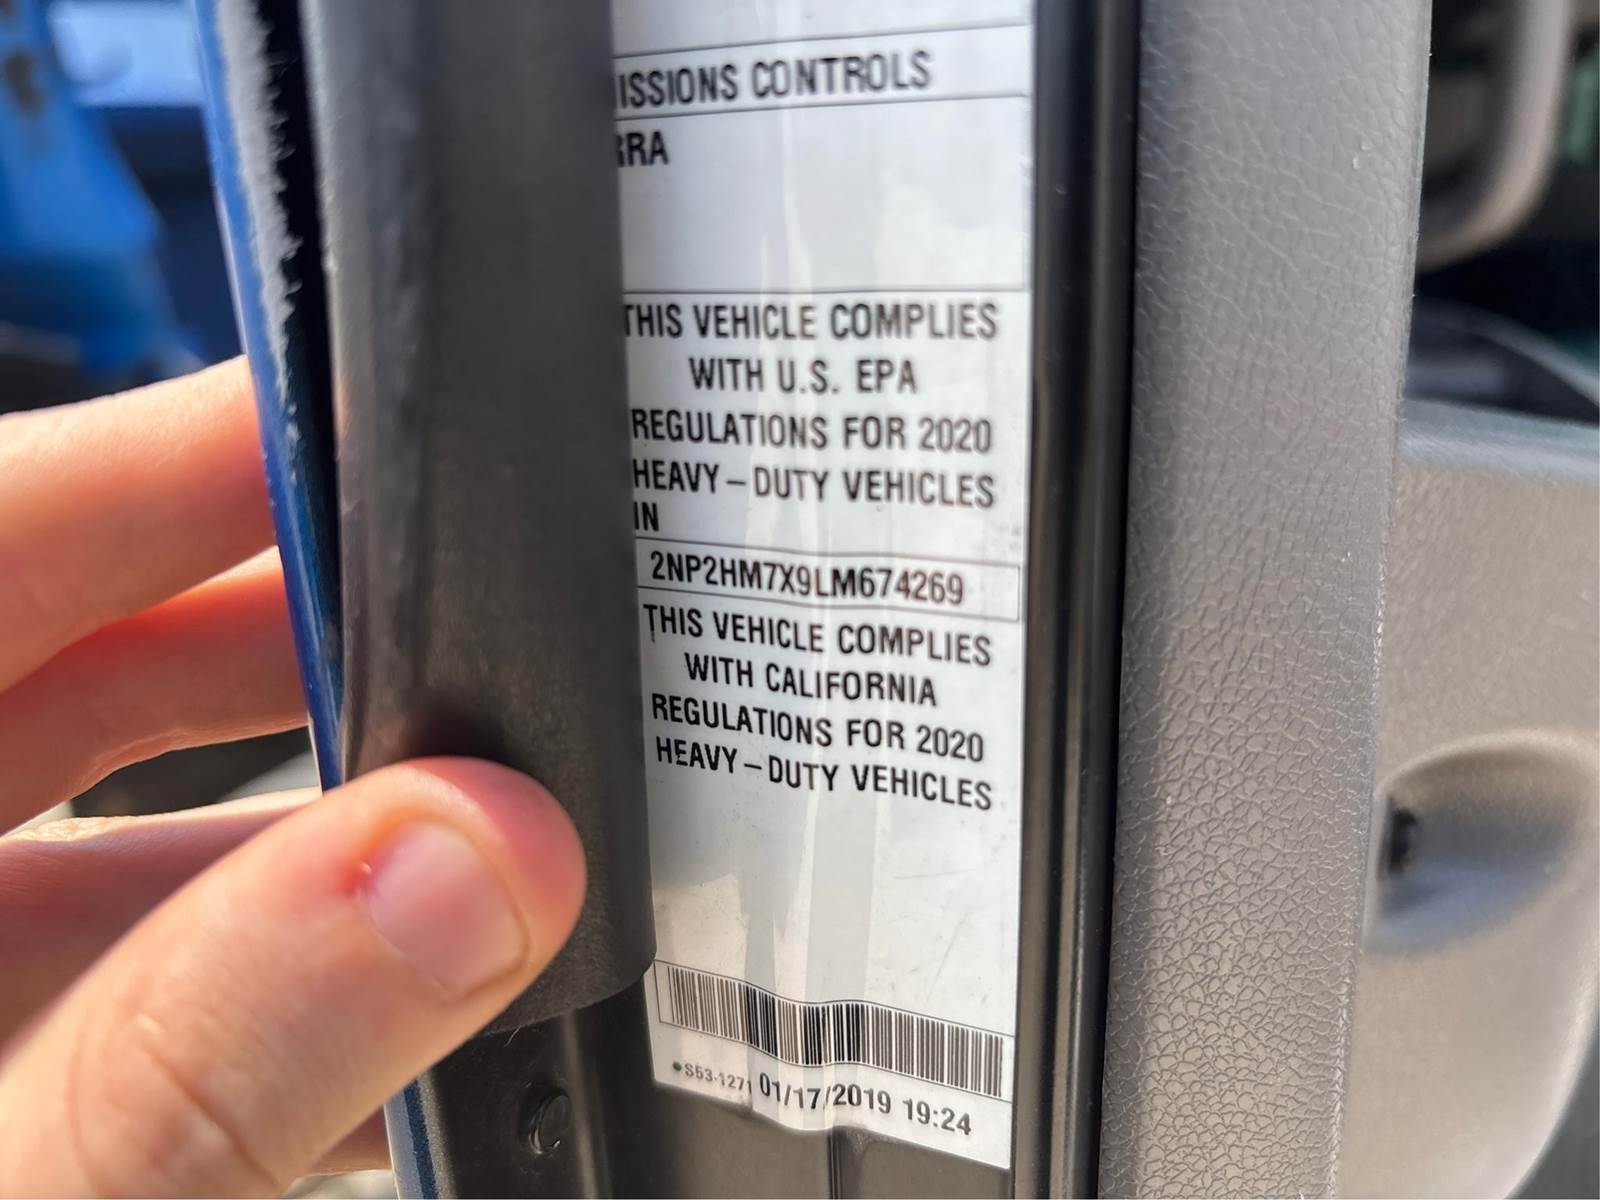 ISSIONS CONTROLS
RRA
THIS VEHICLE COMPLIES
WITH U.S. EPA
REGULATIONS FOR 2020
HEAVY–DUTY VEHICLES
IN
2NP2HM7X9LM674269
THIS VEHICLE COMPLIES
WITH CALIFORNIA
REGULATIONS FOR 2020
HEAVY–DUTY VEHICLES
•S53-1271 01/17/2019 19:24